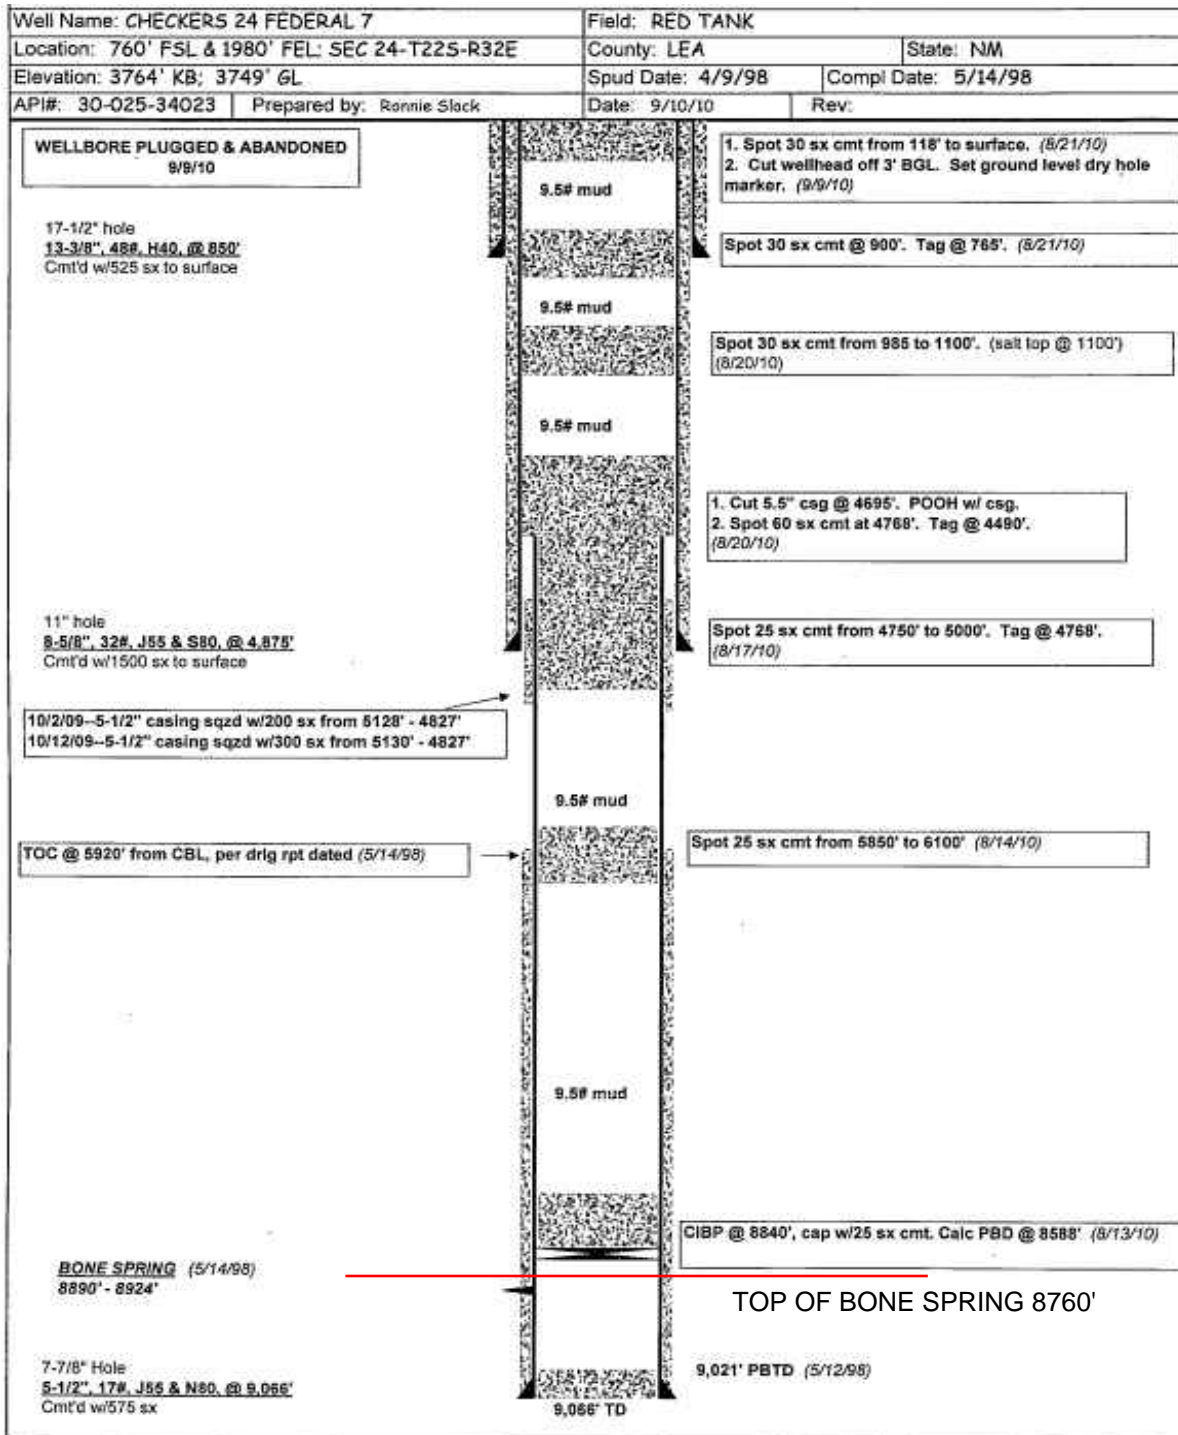 Well Name: CHECKERS 24 FEDERAL 7
Field: RED TANK
Location: 760' FSL & 1980' FEL; SEC 24-T22S-R32E
County: LEA
State: NM
Elevation: 3764' KB; 3749' GL
Spud Date: 4/9/98
Compl Date: 5/14/98
API#: 30-025-34023
Prepared by: Ronnie Slack
Date: 9/10/10
Rev:
WELLBORE PLUGGED & ABANDONED
9/9/10
1. Spot 30 sx cmt from 118' to surface. (8/21/10)
2. Cut wellhead off 3' BGL. Set ground level dry hole
marker. (9/9/10)
9.5# mud
17-1/2" hole
13-3/8", 48#, H40, @ 850'
Cmt'd w/525 sx to surface
Spot 30 sx cmt @ 900'. Tag @ 765'. (8/21/10)
9.5# mud
Spot 30 sx cmt from 985 to 1100'. (salt top @ 1100')
(8/20/10)
9.5# mud
1. Cut 5.5" csg @ 4695'. POOH w/ csg.
2. Spot 60 sx cmt at 4768'. Tag @ 4490'.
(8/20/10)
11" hole
8-5/8", 32#, J55 & S80, @ 4,875'
Cmt'd w/1500 sx to surface
Spot 25 sx cmt from 4750' to 5000'. Tag @ 4768'.
(8/17/10)
10/2/09--5-1/2" casing sqzd w/200 sx from 5128' - 4827'
10/12/09--5-1/2" casing sqzd w/300 sx from 5130' - 4827'
9.5# mud
TOC @ 5920' from CBL, per drlg rpt dated (5/14/98)
Spot 25 sx cmt from 5850' to 6100' (8/14/10)
9.5# mud
CIBP @ 8840', cap w/25 sx cmt. Calc PBD @ 8588' (8/13/10)
BONE SPRING (5/14/98)
8890' - 8924'
TOP OF BONE SPRING 8760'
7-7/8" Hole
5-1/2", 17#, J55 & N80, @ 9,066'
Cmt'd w/575 sx
9,021' PBTD (5/12/98)
9,066' TD